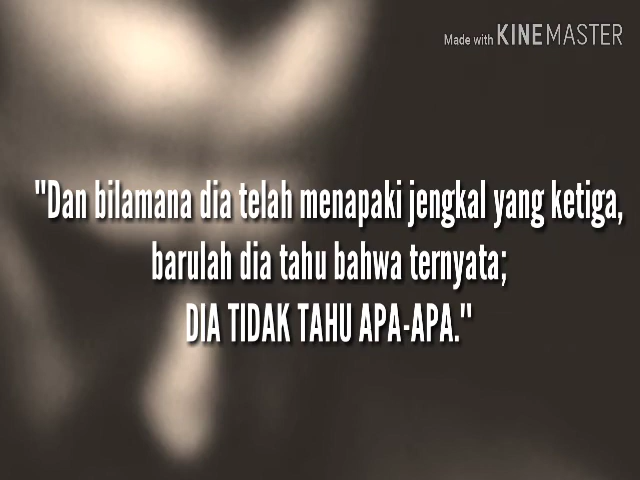 Made with KINEMASTER
"Dan bilamana dia telah menapaki jengkal yang ketiga,
barulah dia tahu bahwa ternyata;
DIA TIDAK TAHU APA-APA."